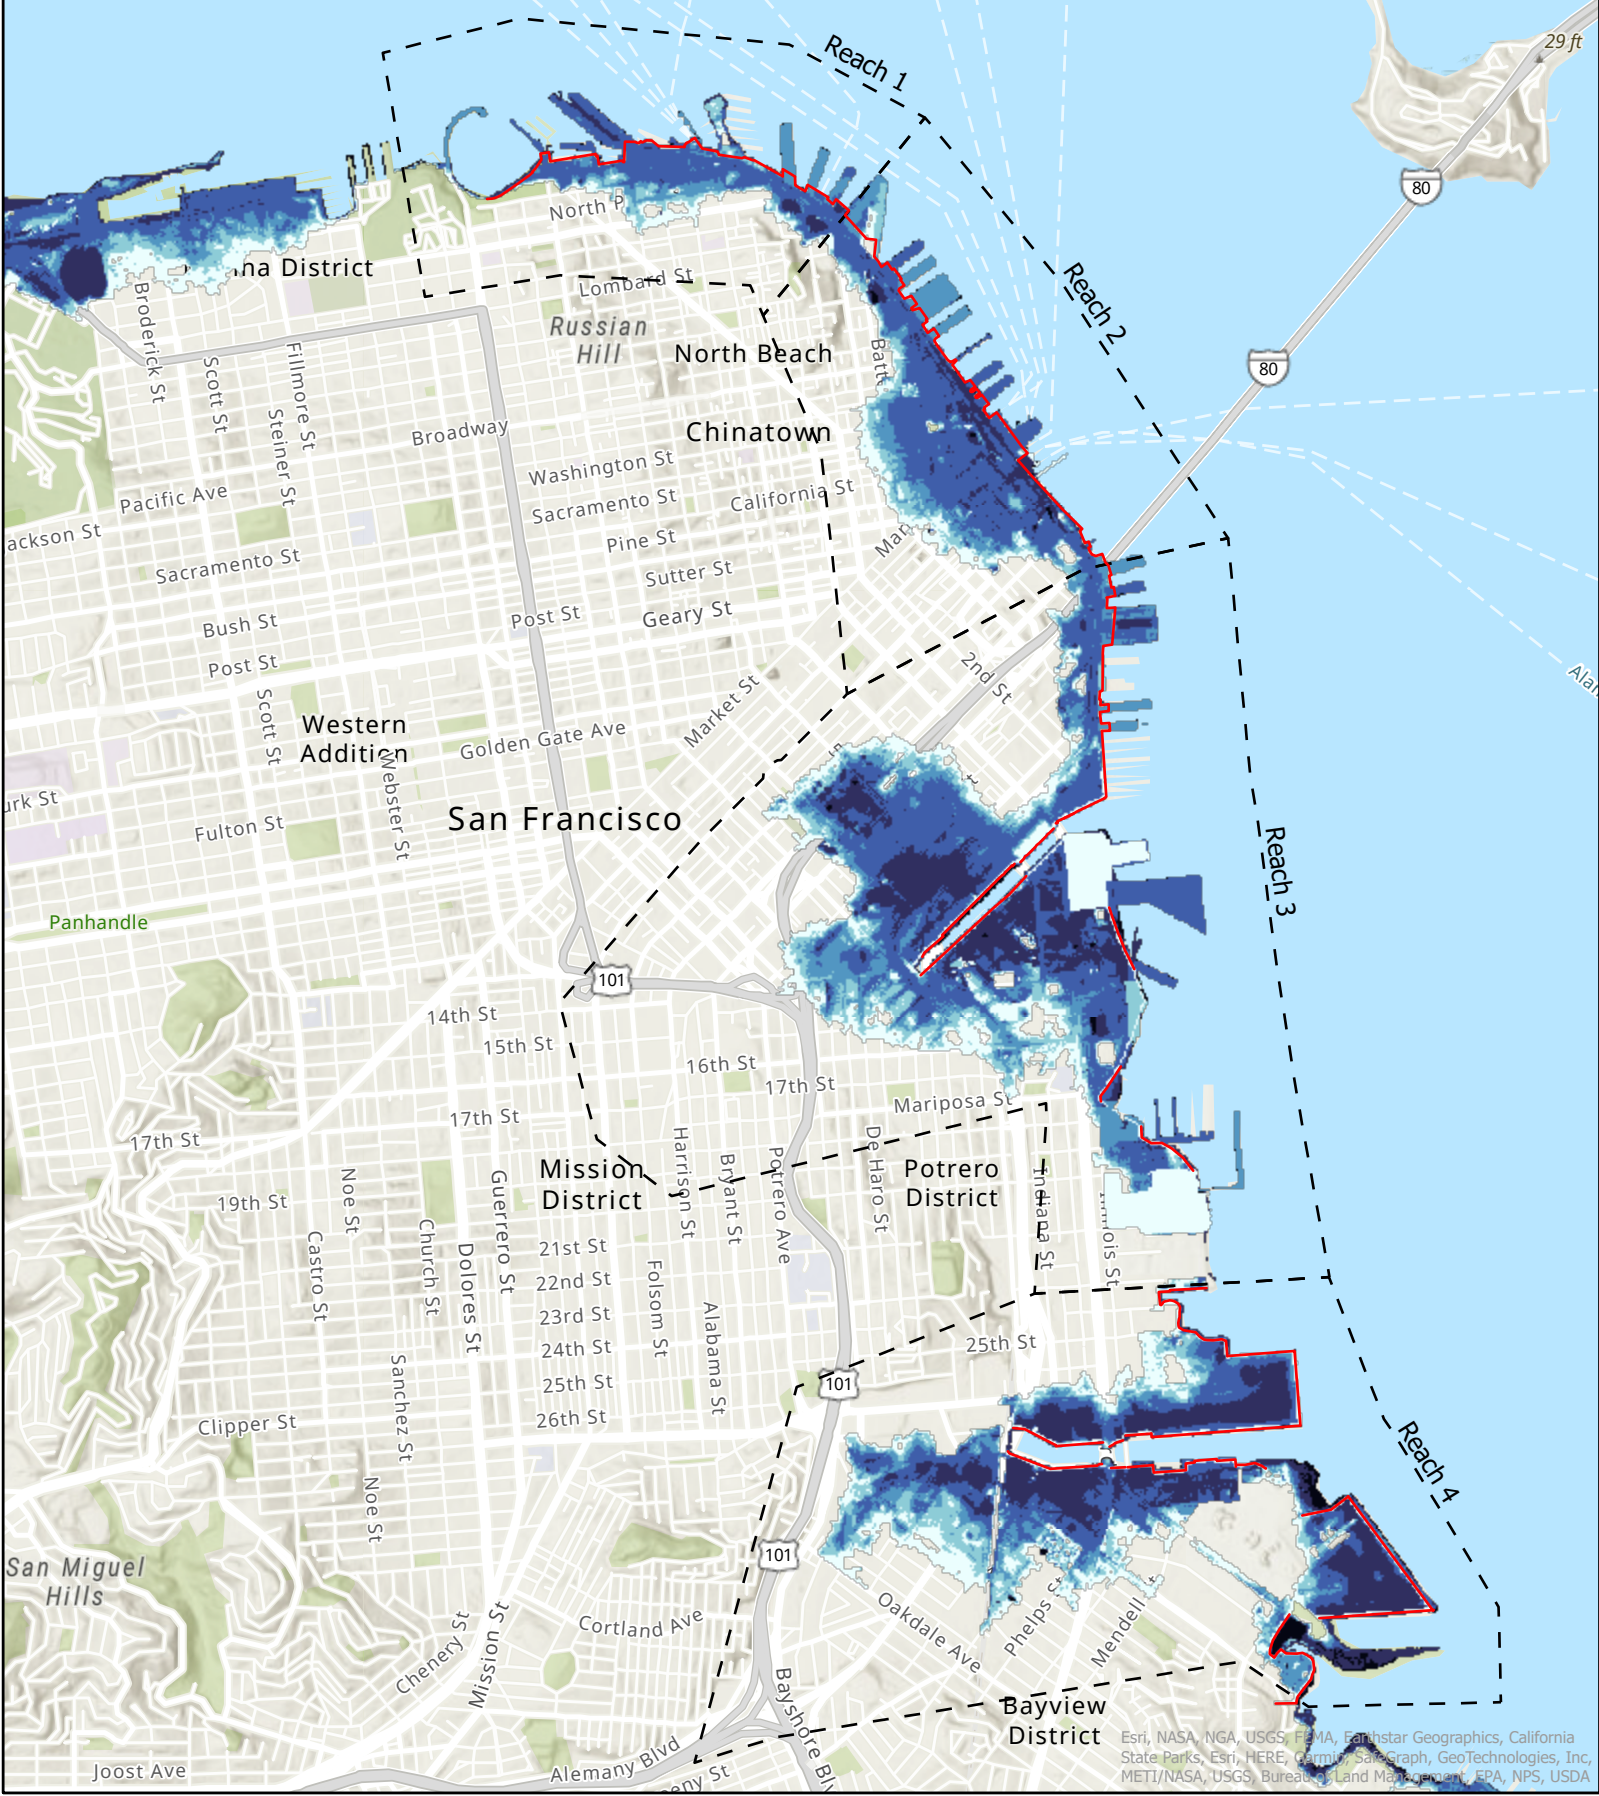 29 ft
Reach 1
80
North P
na District
Lombard St
Reach 2
Russian
Hill
North Beach
Broderick St
Scott St
Fillmore St
Steiner St
Batt
80
Broadway
Chinatown
Washington St
Pacific Ave
Sacramento St
California St
ackson St
Pine St
Mar
Sacramento St
Sutter St
Bush St
Post St
Geary St
Post St
2nd St
Alan
Scott St
Western
Addition
Golden Gate Ave
Market St
Webster St
urk St
Fulton St
San Francisco
Reach 3
Panhandle
101
14th St
15th St
16th St
17th St
17th St
Mariposa St
17th St
Mission
District
Harrison St
Bryant St
Potrero Ave
De Haro St
Potrero
District
Indiana St
inois St
19th St
Noe St
Guerrero St
Church St
Castro St
Dolores St
21st St
22nd St
23rd St
24th St
25th St
26th St
Folsom St
Alabama St
25th St
101
Clipper St
Sanchez St
Noe St
Reach 4
101
San Miguel
Hills
Chenery St
Mission St
Cortland Ave
Oakdale Ave
Phelps St
Mendell
Bayshore Blv
Bayview
District
Joost Ave
Alemany Blvd
eny St
Esri, NASA, NGA, USGS, FEMA, Earthstar Geographics, California
State Parks, Esri, HERE, Garmin, SafeGraph, GeoTechnologies, Inc,
METI/NASA, USGS, Bureau of Land Management, EPA, NPS, USDA